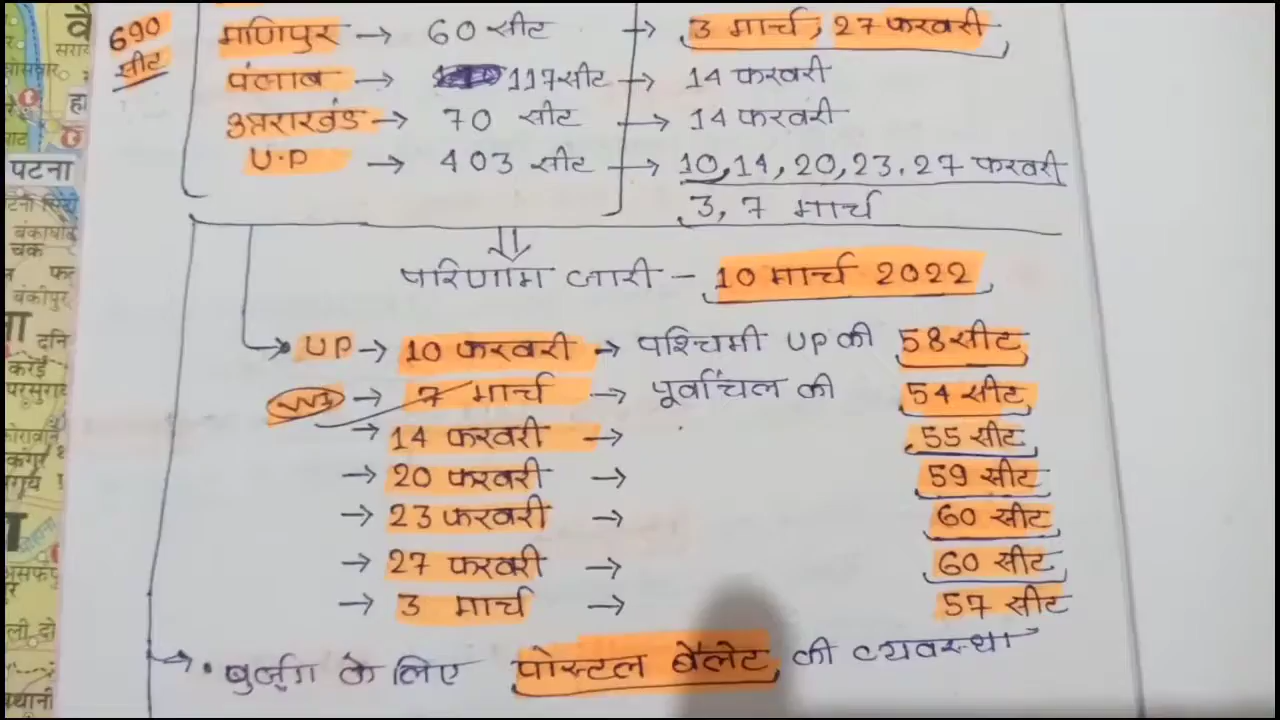 690 सीट
मणिपुर → 60 सीट → 3 मार्च, 27 फरवरी
पंजाब → 117 सीट → 14 फरवरी
उत्तराखंड → 70 सीट → 14 फरवरी
U.P → 403 सीट → 10, 14, 20, 23, 27 फरवरी
3, 7 मार्च
परिणाम जारी - 10 मार्च 2022
UP → 10 फरवरी → पश्चिमी UP की 58 सीट
→ 7 मार्च → पूर्वांचल की 54 सीट
→ 14 फरवरी → 55 सीट
→ 20 फरवरी → 59 सीट
→ 23 फरवरी → 60 सीट
→ 27 फरवरी → 60 सीट
→ 3 मार्च → 57 सीट
→ • बुर्जुग के लिए पोस्टल बैलेट की व्यवस्था
पटना
चक
बंकीपुर